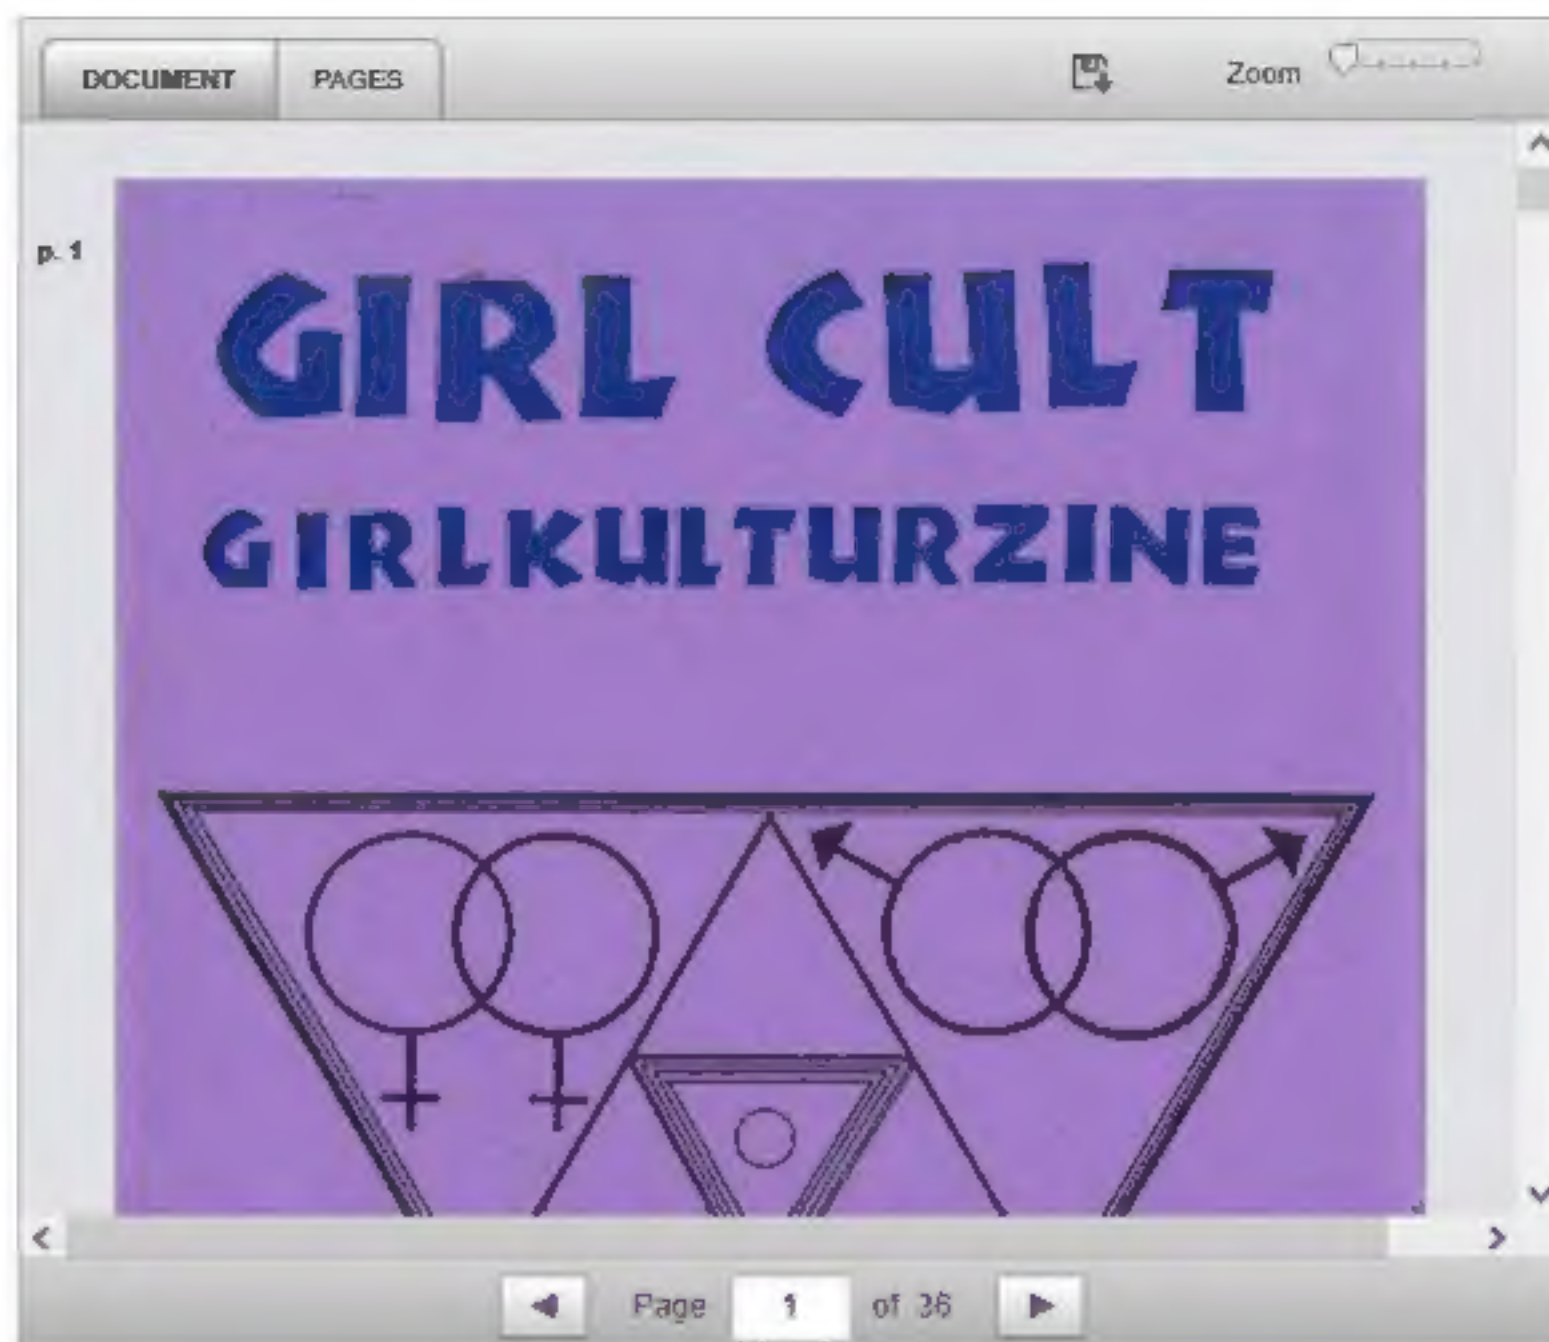 DOCUMENT PAGES Zoom
p. 1
GIRL CULT
GIRLKULTURZINE
Page 1 of 36